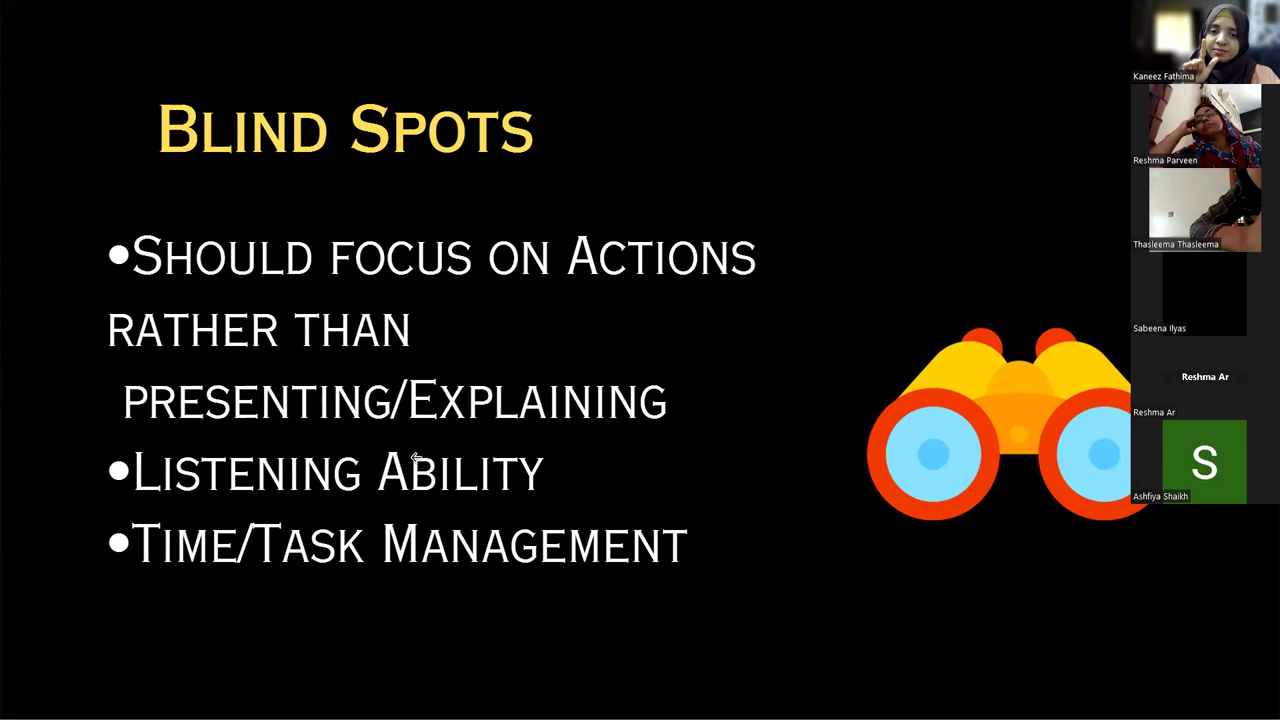 Blind Spots
•Should focus on Actions
rather than
presenting/Explaining
•Listening Ability
•Time/Task Management
Kaneez Fathima
Reshma Parveen
Thasleema Thasleema
Sabeena Ilyas
Reshma Ar
Reshma Ar
S
Ashfiya Shaikh